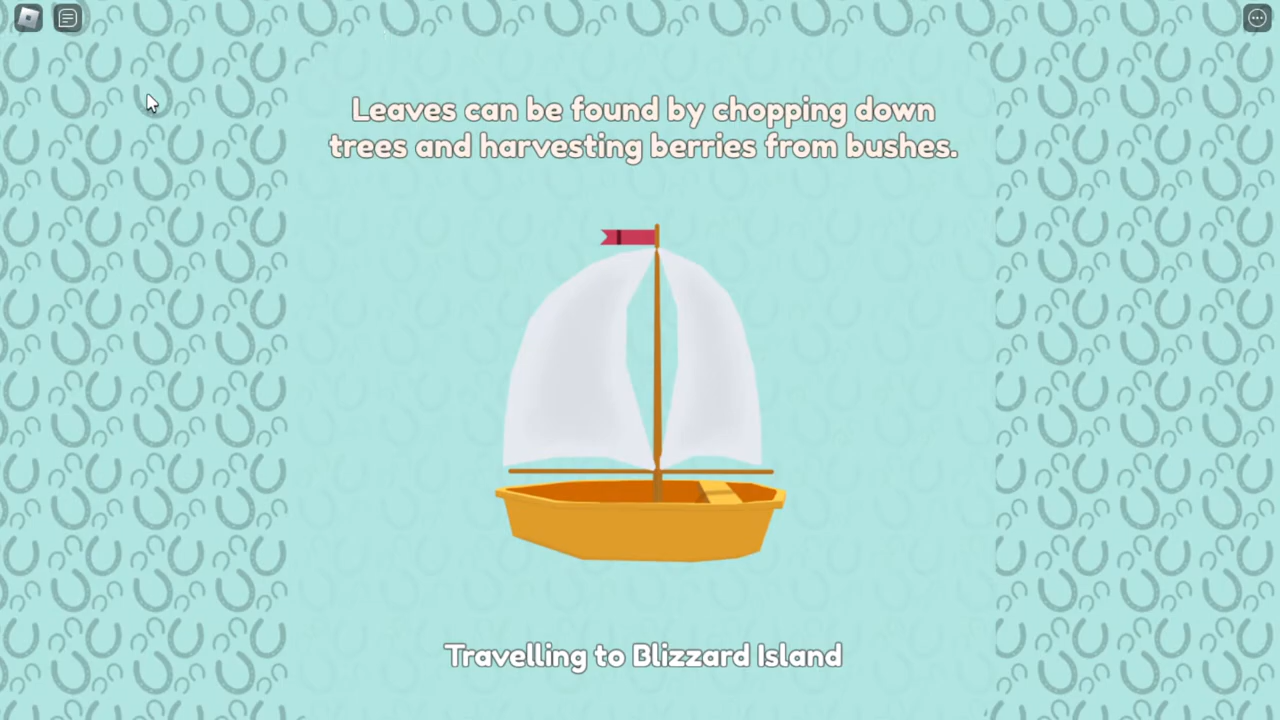 Leaves can be found by chopping down
trees and harvesting berries from bushes.
Travelling to Blizzard Island